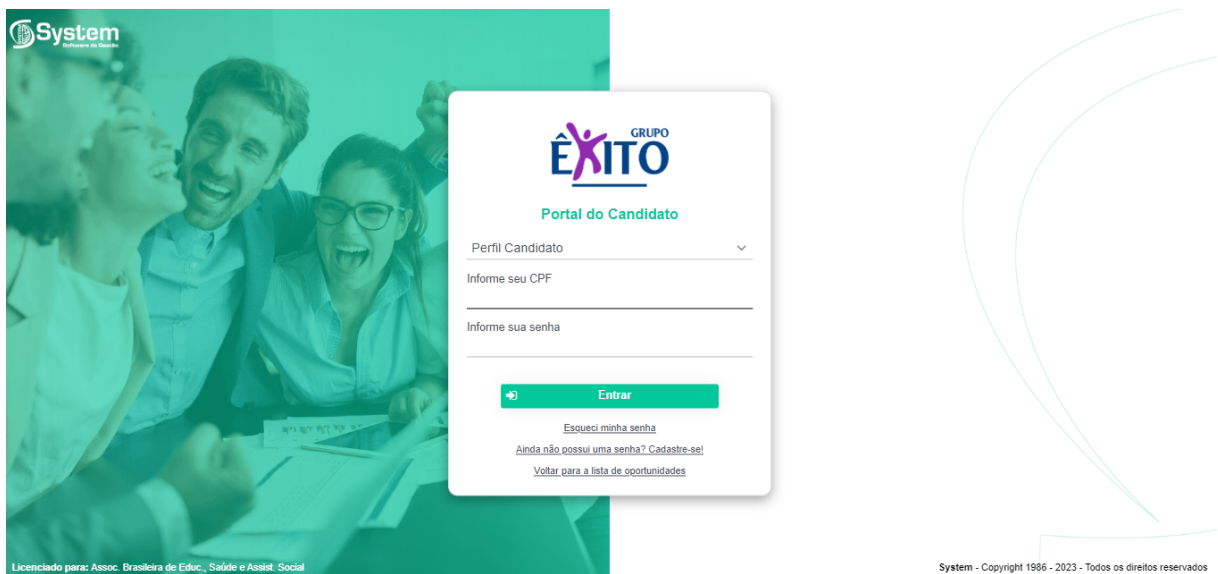 System
Software de Gestão
GRUPO
ÊXITO
Portal do Candidato
Perfil Candidato
Informe seu CPF
Informe sua senha
Entrar
Esqueci minha senha
Ainda não possui uma senha? Cadastre-se!
Voltar para a lista de oportunidades
Licenciado para: Assoc. Brasileira de Educ., Saúde e Assist. Social
System - Copyright 1986 - 2023 - Todos os direitos reservados